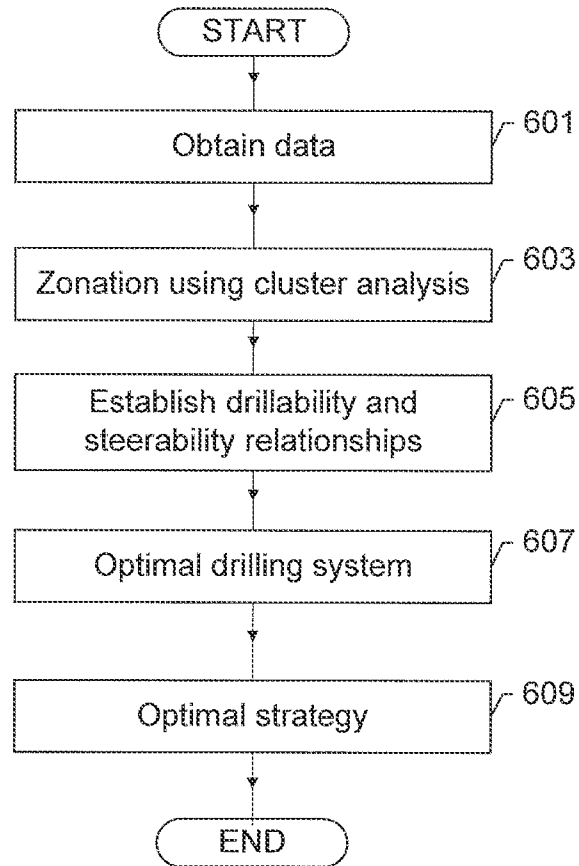 START
Obtain data
601
Zonation using cluster analysis
603
Establish drillability and
steerability relationships
605
Optimal drilling system
607
Optimal strategy
609
END